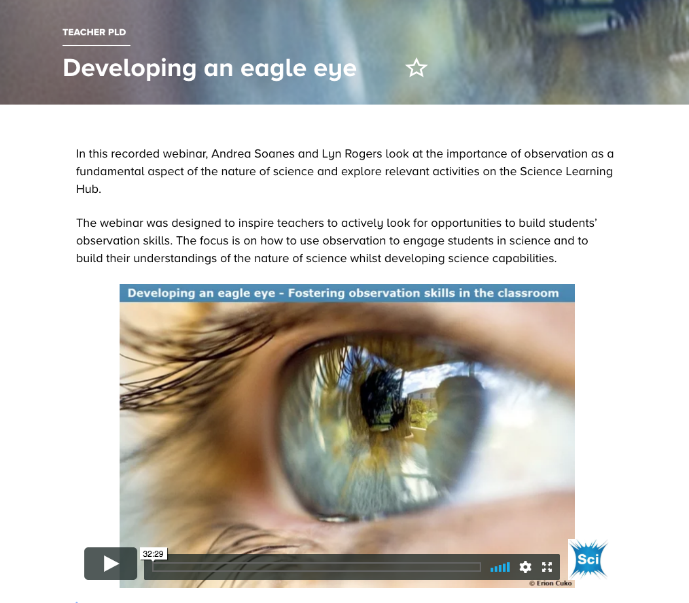 TEACHER PLD
Developing an eagle eye
In this recorded webinar, Andrea Soanes and Lyn Rogers look at the importance of observation as a
fundamental aspect of the nature of science and explore relevant activities on the Science Learning
Hub.
The webinar was designed to inspire teachers to actively look for opportunities to build students’
observation skills. The focus is on how to use observation to engage students in science and to
build their understandings of the nature of science whilst developing science capabilities.
Developing an eagle eye - Fostering observation skills in the classroom
32:29
Sci
© Erion Cuko